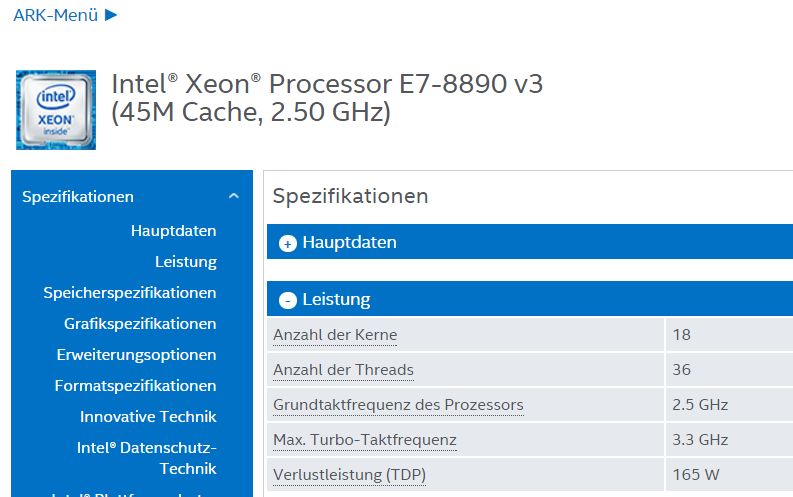 ARK-Menü ►
intel
XEON®
inside™
Intel® Xeon® Processor E7-8890 v3
(45M Cache, 2.50 GHz)
Spezifikationen
Hauptdaten
Leistung
Speicherspezifikationen
Grafikspezifikationen
Erweiterungsoptionen
Formatspezifikationen
Innovative Technik
Intel® Datenschutz-
Technik
Spezifikationen
+ Hauptdaten
- Leistung
Anzahl der Kerne 18
Anzahl der Threads 36
Grundtaktfrequenz des Prozessors 2.5 GHz
Max. Turbo-Taktfrequenz 3.3 GHz
Verlustleistung (TDP) 165 W